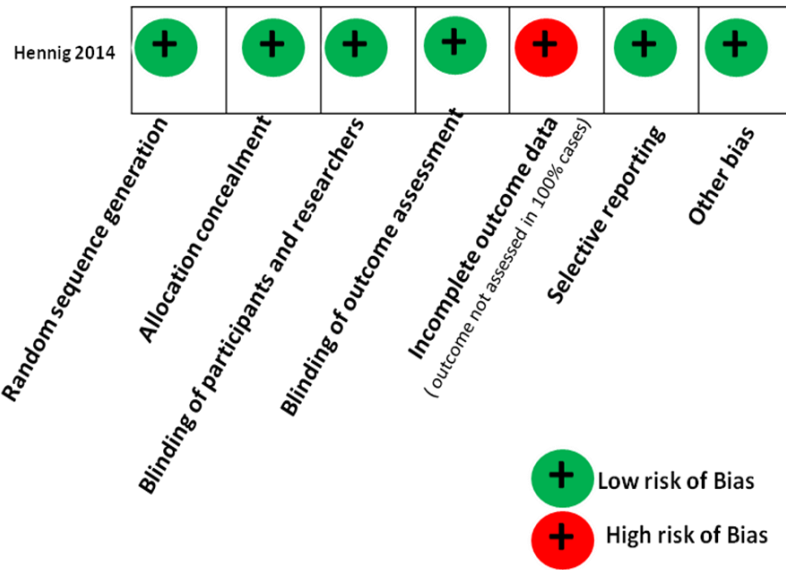 Hennig 2014
+ + + + + + +
Random sequence generation
Allocation concealment
Blinding of participants and researchers
Blinding of outcome assessment
Incomplete outcome data
( outcome not assessed in 100% cases)
Selective reporting
Other bias
+ Low risk of Bias
+ High risk of Bias